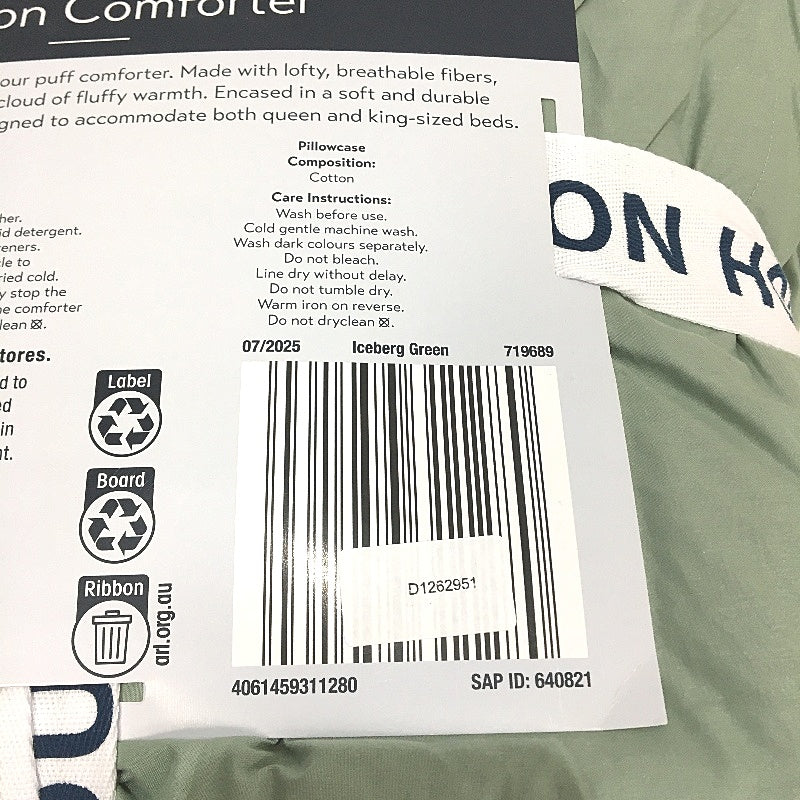 on Comforter
our puff comforter. Made with lofty, breathable fibers,
cloud of fluffy warmth. Encased in a soft and durable
gned to accommodate both queen and king-sized beds.
Pillowcase
Composition:
Cotton
Care Instructions:
Wash before use.
Cold gentle machine wash.
Wash dark colours separately.
Do not bleach.
Line dry without delay.
Do not tumble dry.
Warm iron on reverse.
Do not dryclean
her.
id detergent.
eners.
le to
ried cold.
y stop the
e comforter
lean
tores.
d to
ed
in
nt.
Label
Board
Ribbon
arl.org.au
07/2025 Iceberg Green 719689
D1262951
4061459311280 SAP ID: 640821
ON HO
OU